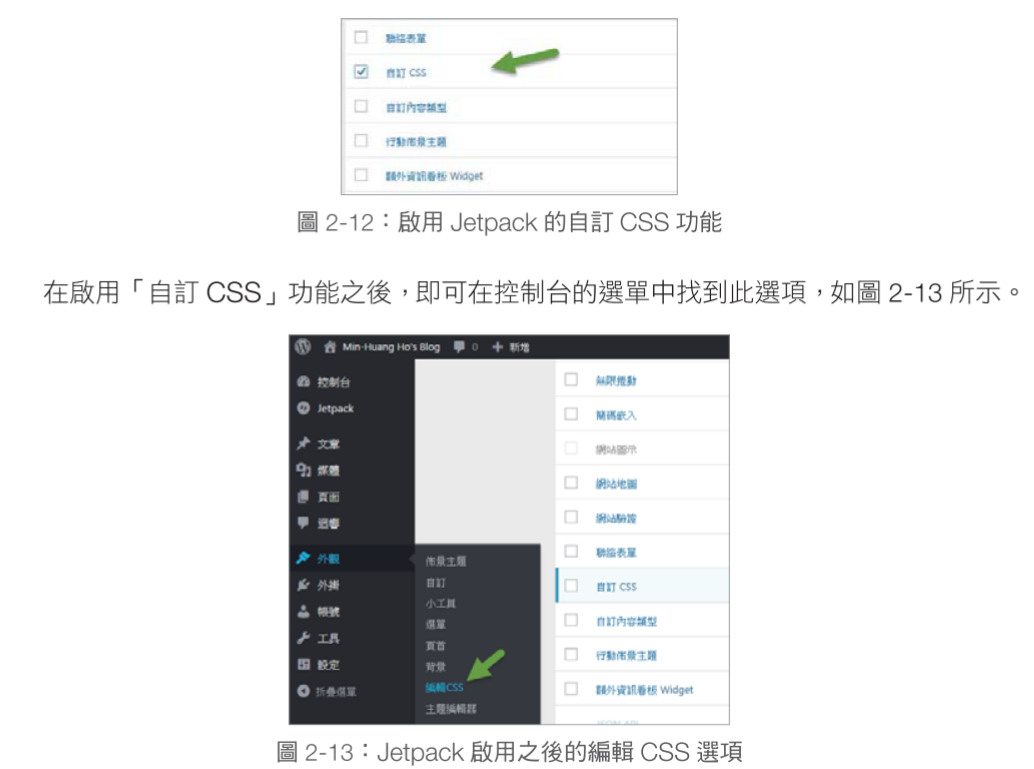 聯絡表單
自訂 CSS
自訂內容類型
行動佈景主題
額外資訊看板 Widget
圖 2-12：啟用 Jetpack 的自訂 CSS 功能
在啟用「自訂 CSS」功能之後，即可在控制台的選單中找到此選項，如圖 2-13 所示。
Min-Huang Ho's Blog 0 新增
控制台
Jetpack
文章
媒體
頁面
迴響
外觀
外掛
帳號
工具
設定
折疊選單
佈景主題
自訂
小工具
選單
頁首
背景
編輯CSS
主題編輯器
無限捲動
簡碼嵌入
網站圖示
網站地圖
網站驗證
聯絡表單
自訂 CSS
自訂內容類型
行動佈景主題
額外資訊看板 Widget
JSON API
圖 2-13：Jetpack 啟用之後的編輯 CSS 選項